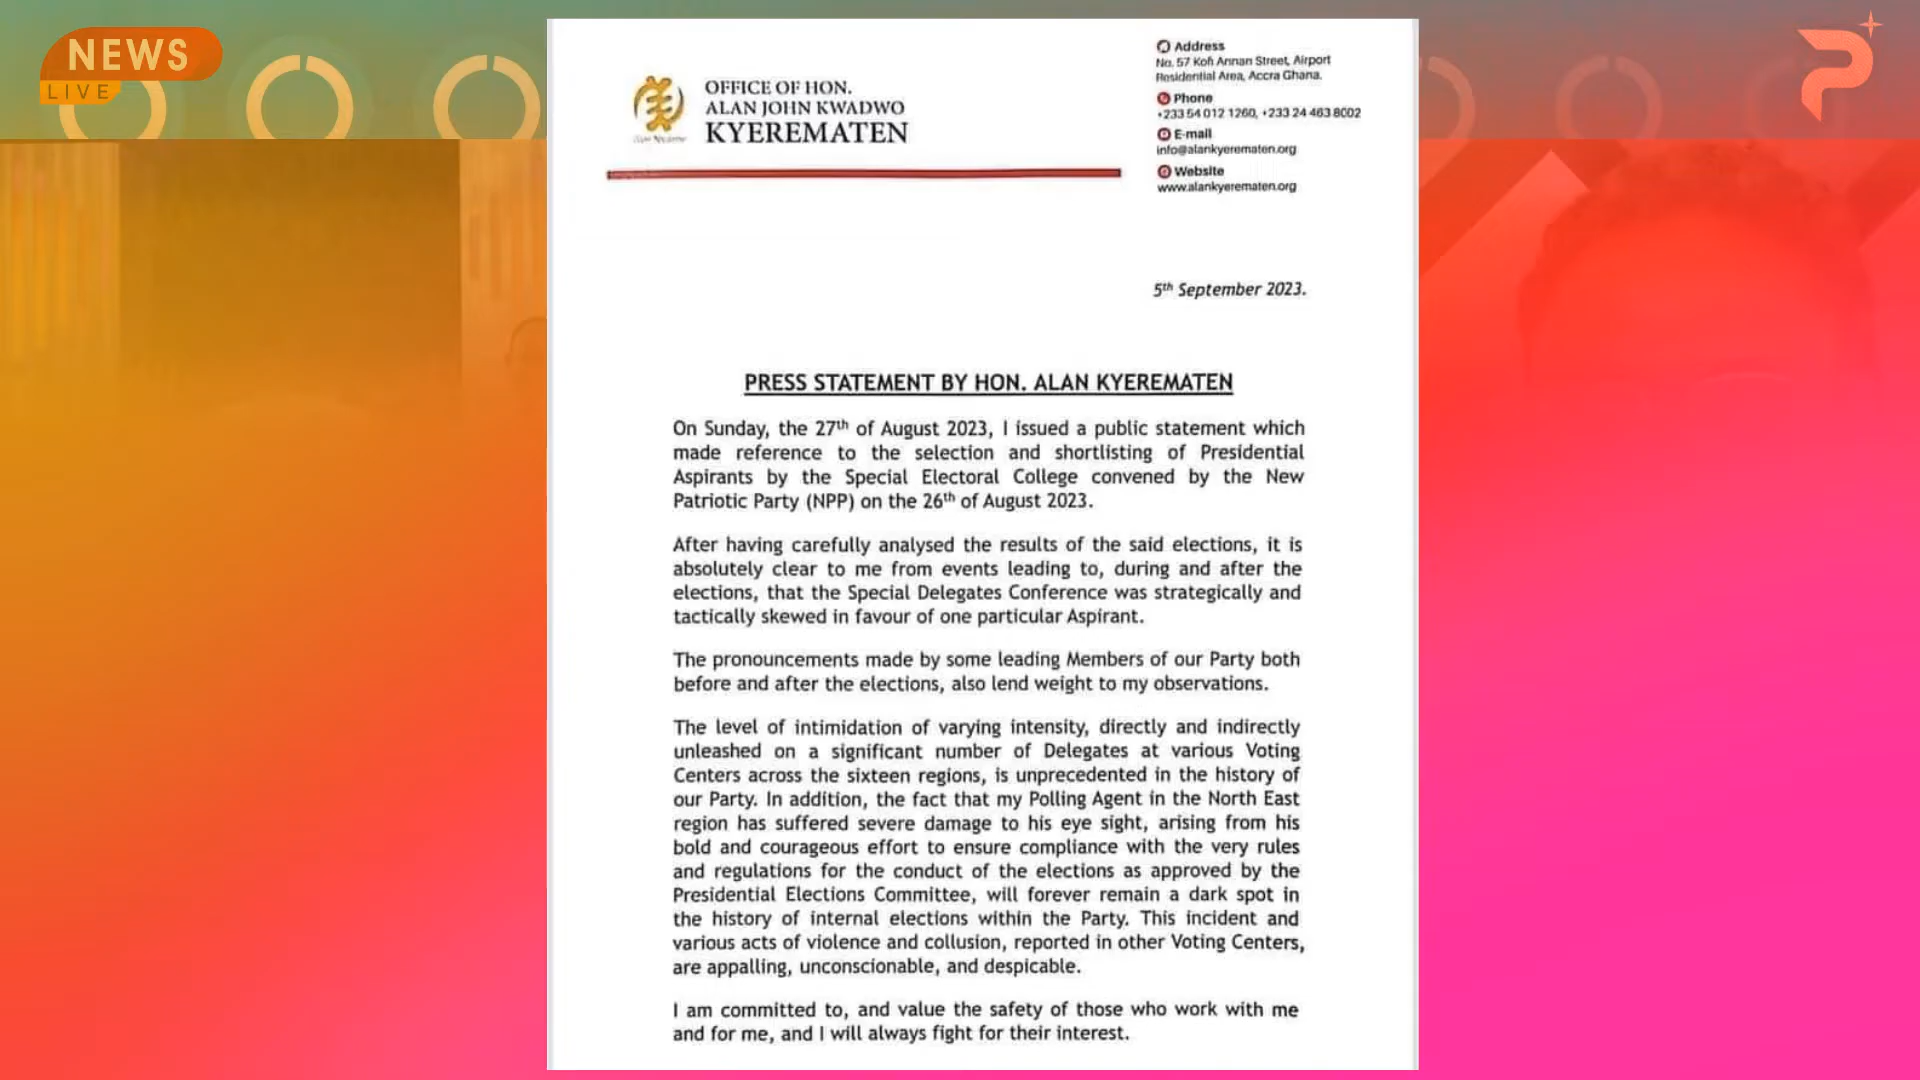 NEWS
LIVE
OFFICE OF HON.
ALAN JOHN KWADWO
KYEREMATEN
Address
No. 57 Kofi Annan Street, Airport
Residential Area, Accra Ghana.
Phone
+233 54 012 1260, +233 24 463 8002
E-mail
info@alankyerematen.org
Website
www.alankyerematen.org
5th September 2023.
PRESS STATEMENT BY HON. ALAN KYEREMATEN
On Sunday, the 27th of August 2023, I issued a public statement which
made reference to the selection and shortlisting of Presidential
Aspirants by the Special Electoral College convened by the New
Patriotic Party (NPP) on the 26th of August 2023.
After having carefully analysed the results of the said elections, it is
absolutely clear to me from events leading to, during and after the
elections, that the Special Delegates Conference was strategically and
tactically skewed in favour of one particular Aspirant.
The pronouncements made by some leading Members of our Party both
before and after the elections, also lend weight to my observations.
The level of intimidation of varying intensity, directly and indirectly
unleashed on a significant number of Delegates at various Voting
Centers across the sixteen regions, is unprecedented in the history of
our Party. In addition, the fact that my Polling Agent in the North East
region has suffered severe damage to his eye sight, arising from his
bold and courageous effort to ensure compliance with the very rules
and regulations for the conduct of the elections as approved by the
Presidential Elections Committee, will forever remain a dark spot in
the history of internal elections within the Party. This incident and
various acts of violence and collusion, reported in other Voting Centers,
are appalling, unconscionable, and despicable.
I am committed to, and value the safety of those who work with me
and for me, and I will always fight for their interest.